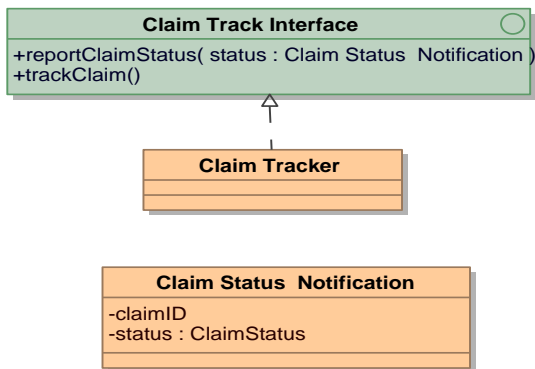 Claim Track Interface
+reportClaimStatus( status : Claim Status  Notification )
+trackClaim()
Claim Tracker
Claim Status  Notification
-claimID
-status : ClaimStatus